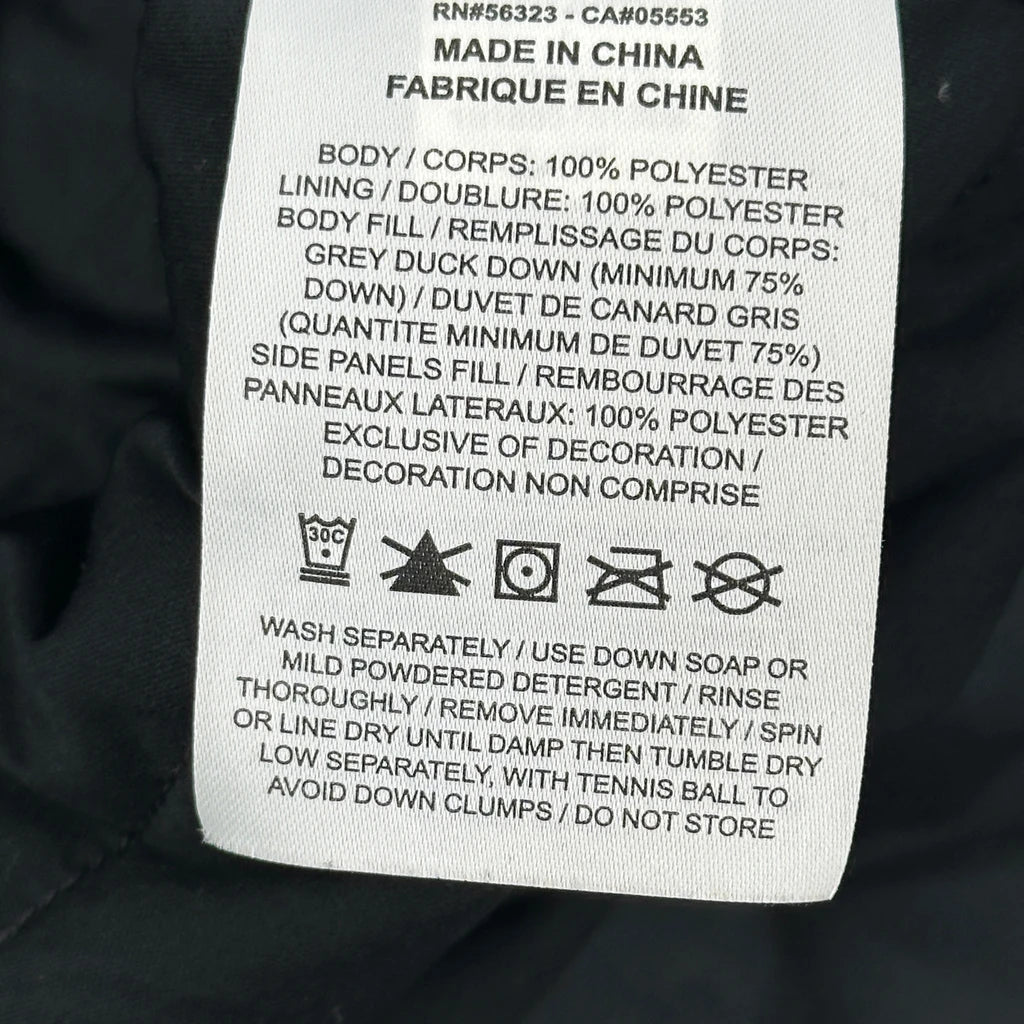 RN#56323 - CA#05553
MADE IN CHINA
FABRIQUE EN CHINE
BODY / CORPS: 100% POLYESTER
LINING / DOUBLURE: 100% POLYESTER
BODY FILL / REMPLISSAGE DU CORPS:
GREY DUCK DOWN (MINIMUM 75%
DOWN) / DUVET DE CANARD GRIS
(QUANTITE MINIMUM DE DUVET 75%)
SIDE PANELS FILL / REMBOURRAGE DES
PANNEAUX LATERAUX: 100% POLYESTER
EXCLUSIVE OF DECORATION /
DECORATION NON COMPRISE
30C
WASH SEPARATELY / USE DOWN SOAP OR
MILD POWDERED DETERGENT / RINSE
THOROUGHLY / REMOVE IMMEDIATELY / SPIN
OR LINE DRY UNTIL DAMP THEN TUMBLE DRY
LOW SEPARATELY, WITH TENNIS BALL TO
AVOID DOWN CLUMPS / DO NOT STORE